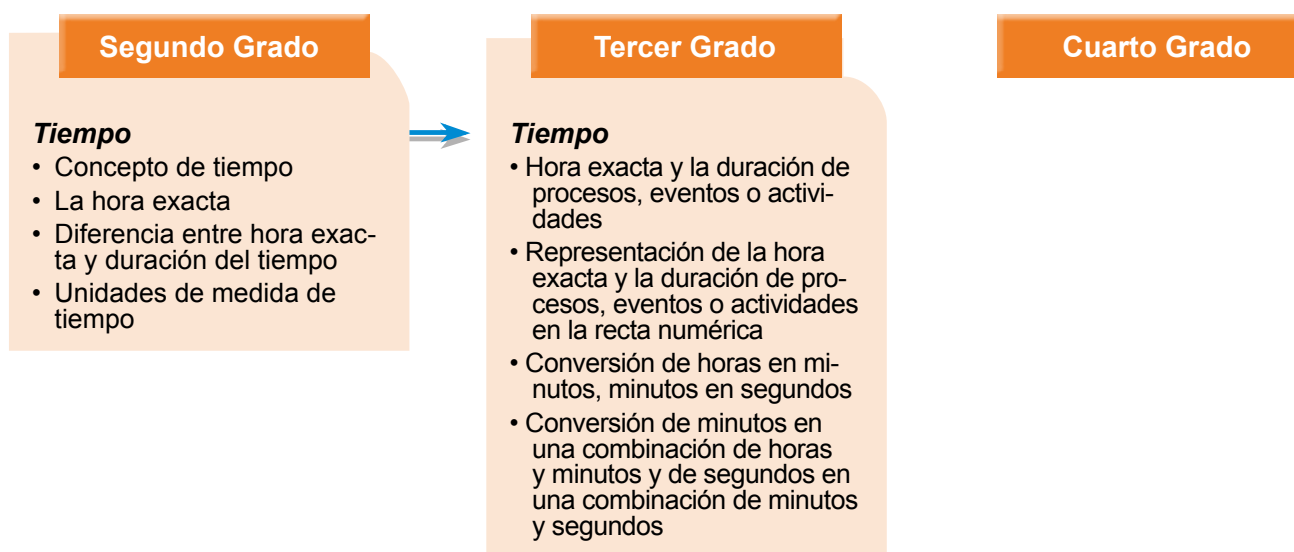 Segundo Grado
Tiempo
• Concepto de tiempo
• La hora exacta
• Diferencia entre hora exac-
ta y duración del tiempo
• Unidades de medida de
tiempo
Tercer Grado
Tiempo
• Hora exacta y la duración de
procesos, eventos o activi-
dades
• Representación de la hora
exacta y la duración de pro-
cesos, eventos o actividades
en la recta numérica
• Conversión de horas en mi-
nutos, minutos en segundos
• Conversión de minutos en
una combinación de horas
y minutos y de segundos en
una combinación de minutos
y segundos
Cuarto Grado